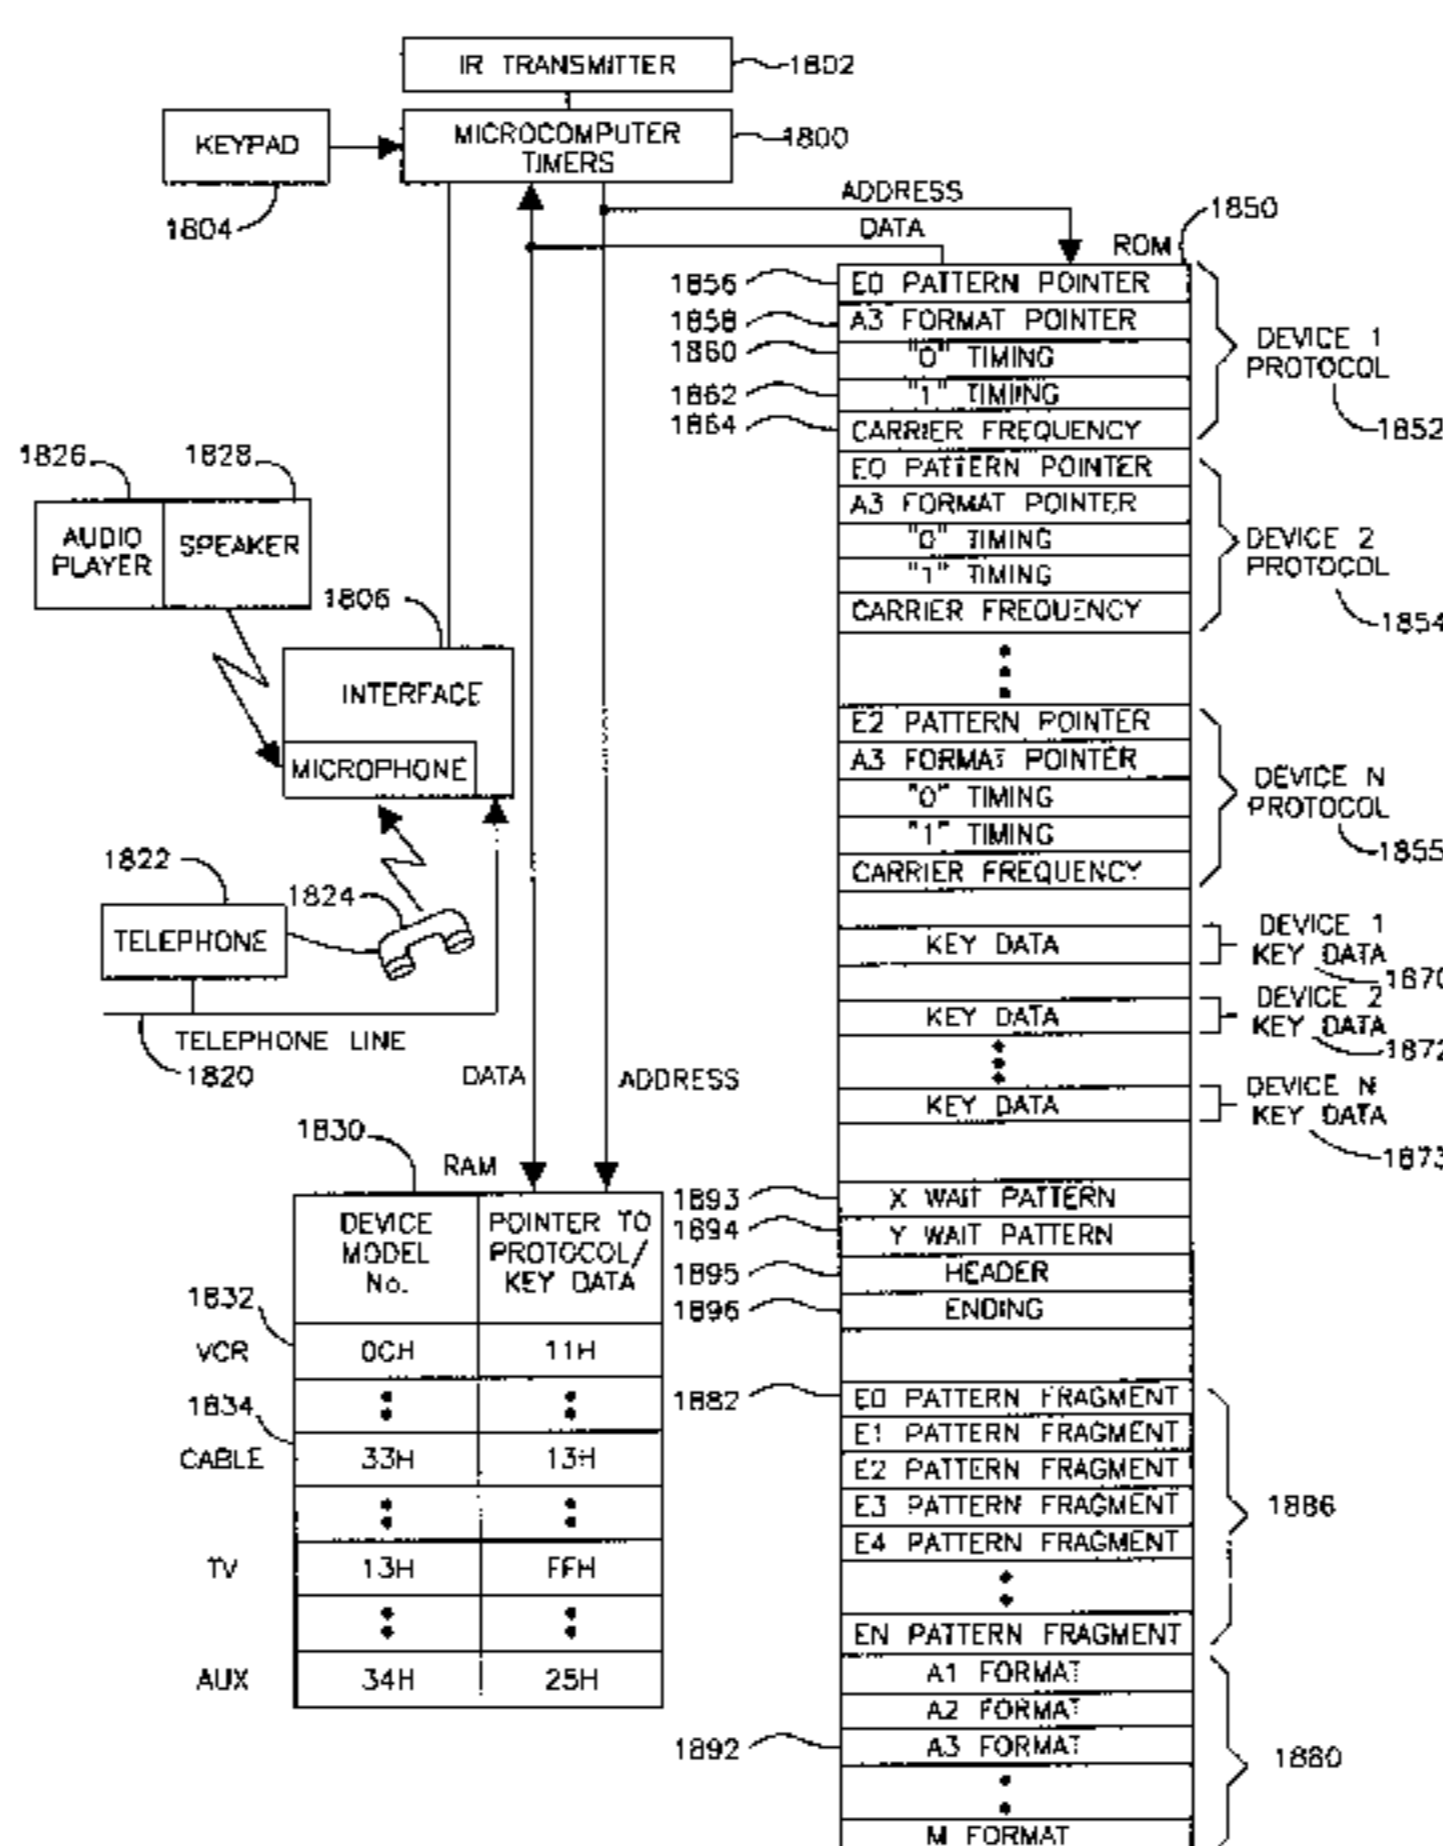 IR TRANSMITTER
1802
KEYPAD
MICROCOMPUTER
TIMERS
1800
1804
ADDRESS
DATA
ROM
1850
1856
E0 PATTERN POINTER
1858
A3 FORMAT POINTER
1860
"0" TIMING
1862
"1" TIMING
1864
CARRIER FREQUENCY
DEVICE 1
PROTOCOL
1852
E0 PATTERN POINTER
A3 FORMAT POINTER
"0" TIMING
"1" TIMING
CARRIER FREQUENCY
DEVICE 2
PROTOCOL
1854
1826
1828
AUDIO
PLAYER
SPEAKER
1806
INTERFACE
MICROPHONE
E2 PATTERN POINTER
A3 FORMAT POINTER
"0" TIMING
"1" TIMING
CARRIER FREQUENCY
DEVICE N
PROTOCOL
1855
1822
1824
TELEPHONE
TELEPHONE LINE
1820
KEY DATA
DEVICE 1
KEY DATA
1870
KEY DATA
DEVICE 2
KEY DATA
1872
KEY DATA
DEVICE N
KEY DATA
1873
DATA
ADDRESS
1830
RAM
DEVICE
MODEL
No.
POINTER TO
PROTOCOL/
KEY DATA
1832
VCR
0CH
11H
1834
CABLE
33H
13H
TV
13H
FFH
AUX
34H
25H
1893
X WAIT PATTERN
1894
Y WAIT PATTERN
1895
HEADER
1896
ENDING
1882
E0 PATTERN FRAGMENT
E1 PATTERN FRAGMENT
E2 PATTERN FRAGMENT
E3 PATTERN FRAGMENT
E4 PATTERN FRAGMENT
EN PATTERN FRAGMENT
1886
A1 FORMAT
A2 FORMAT
1892
A3 FORMAT
M FORMAT
1880